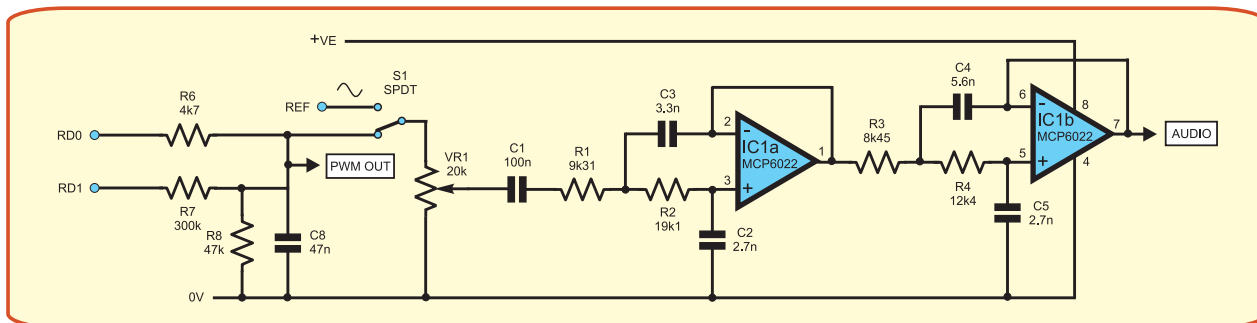 +VE
S1
SPDT
REF
R6
4k7
RD0
PWM OUT
RD1
R7
300k
R8
47k
C8
47n
0V
VR1
20k
C1
100n
R1
9k31
C3
3.3n
R2
19k1
C2
2.7n
2
-
IC1a
MCP6022
3
+
1
R3
8k45
C4
5.6n
R4
12k4
C5
2.7n
6
-
8
IC1b
MCP6022
7
5
+
4
AUDIO